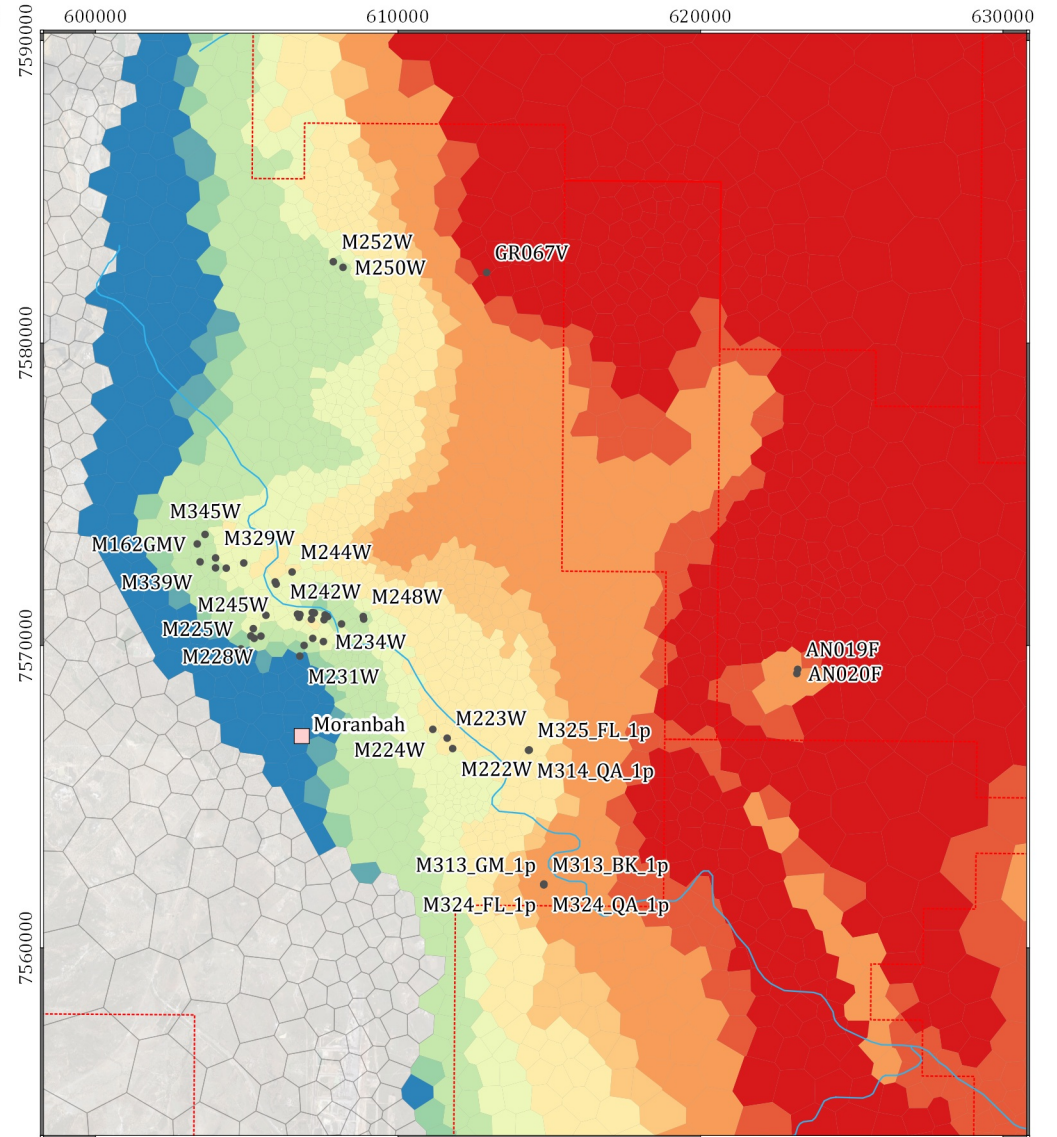 600000
610000
620000
630000
7590000
M252W
GR067V
M250W
7580000
M345W
M329W
M162GMV
M244W
M339W
M242W
M248W
M245W
M225W
M234W
7570000
AN019F
M228W
AN020F
M231W
M223W
Moranbah
M325_FL_1p
M224W
M222W
M314_QA_1p
M313_GM_1p
M313_BK_1p
M324_FL_1p
M324_QA_1p
7560000